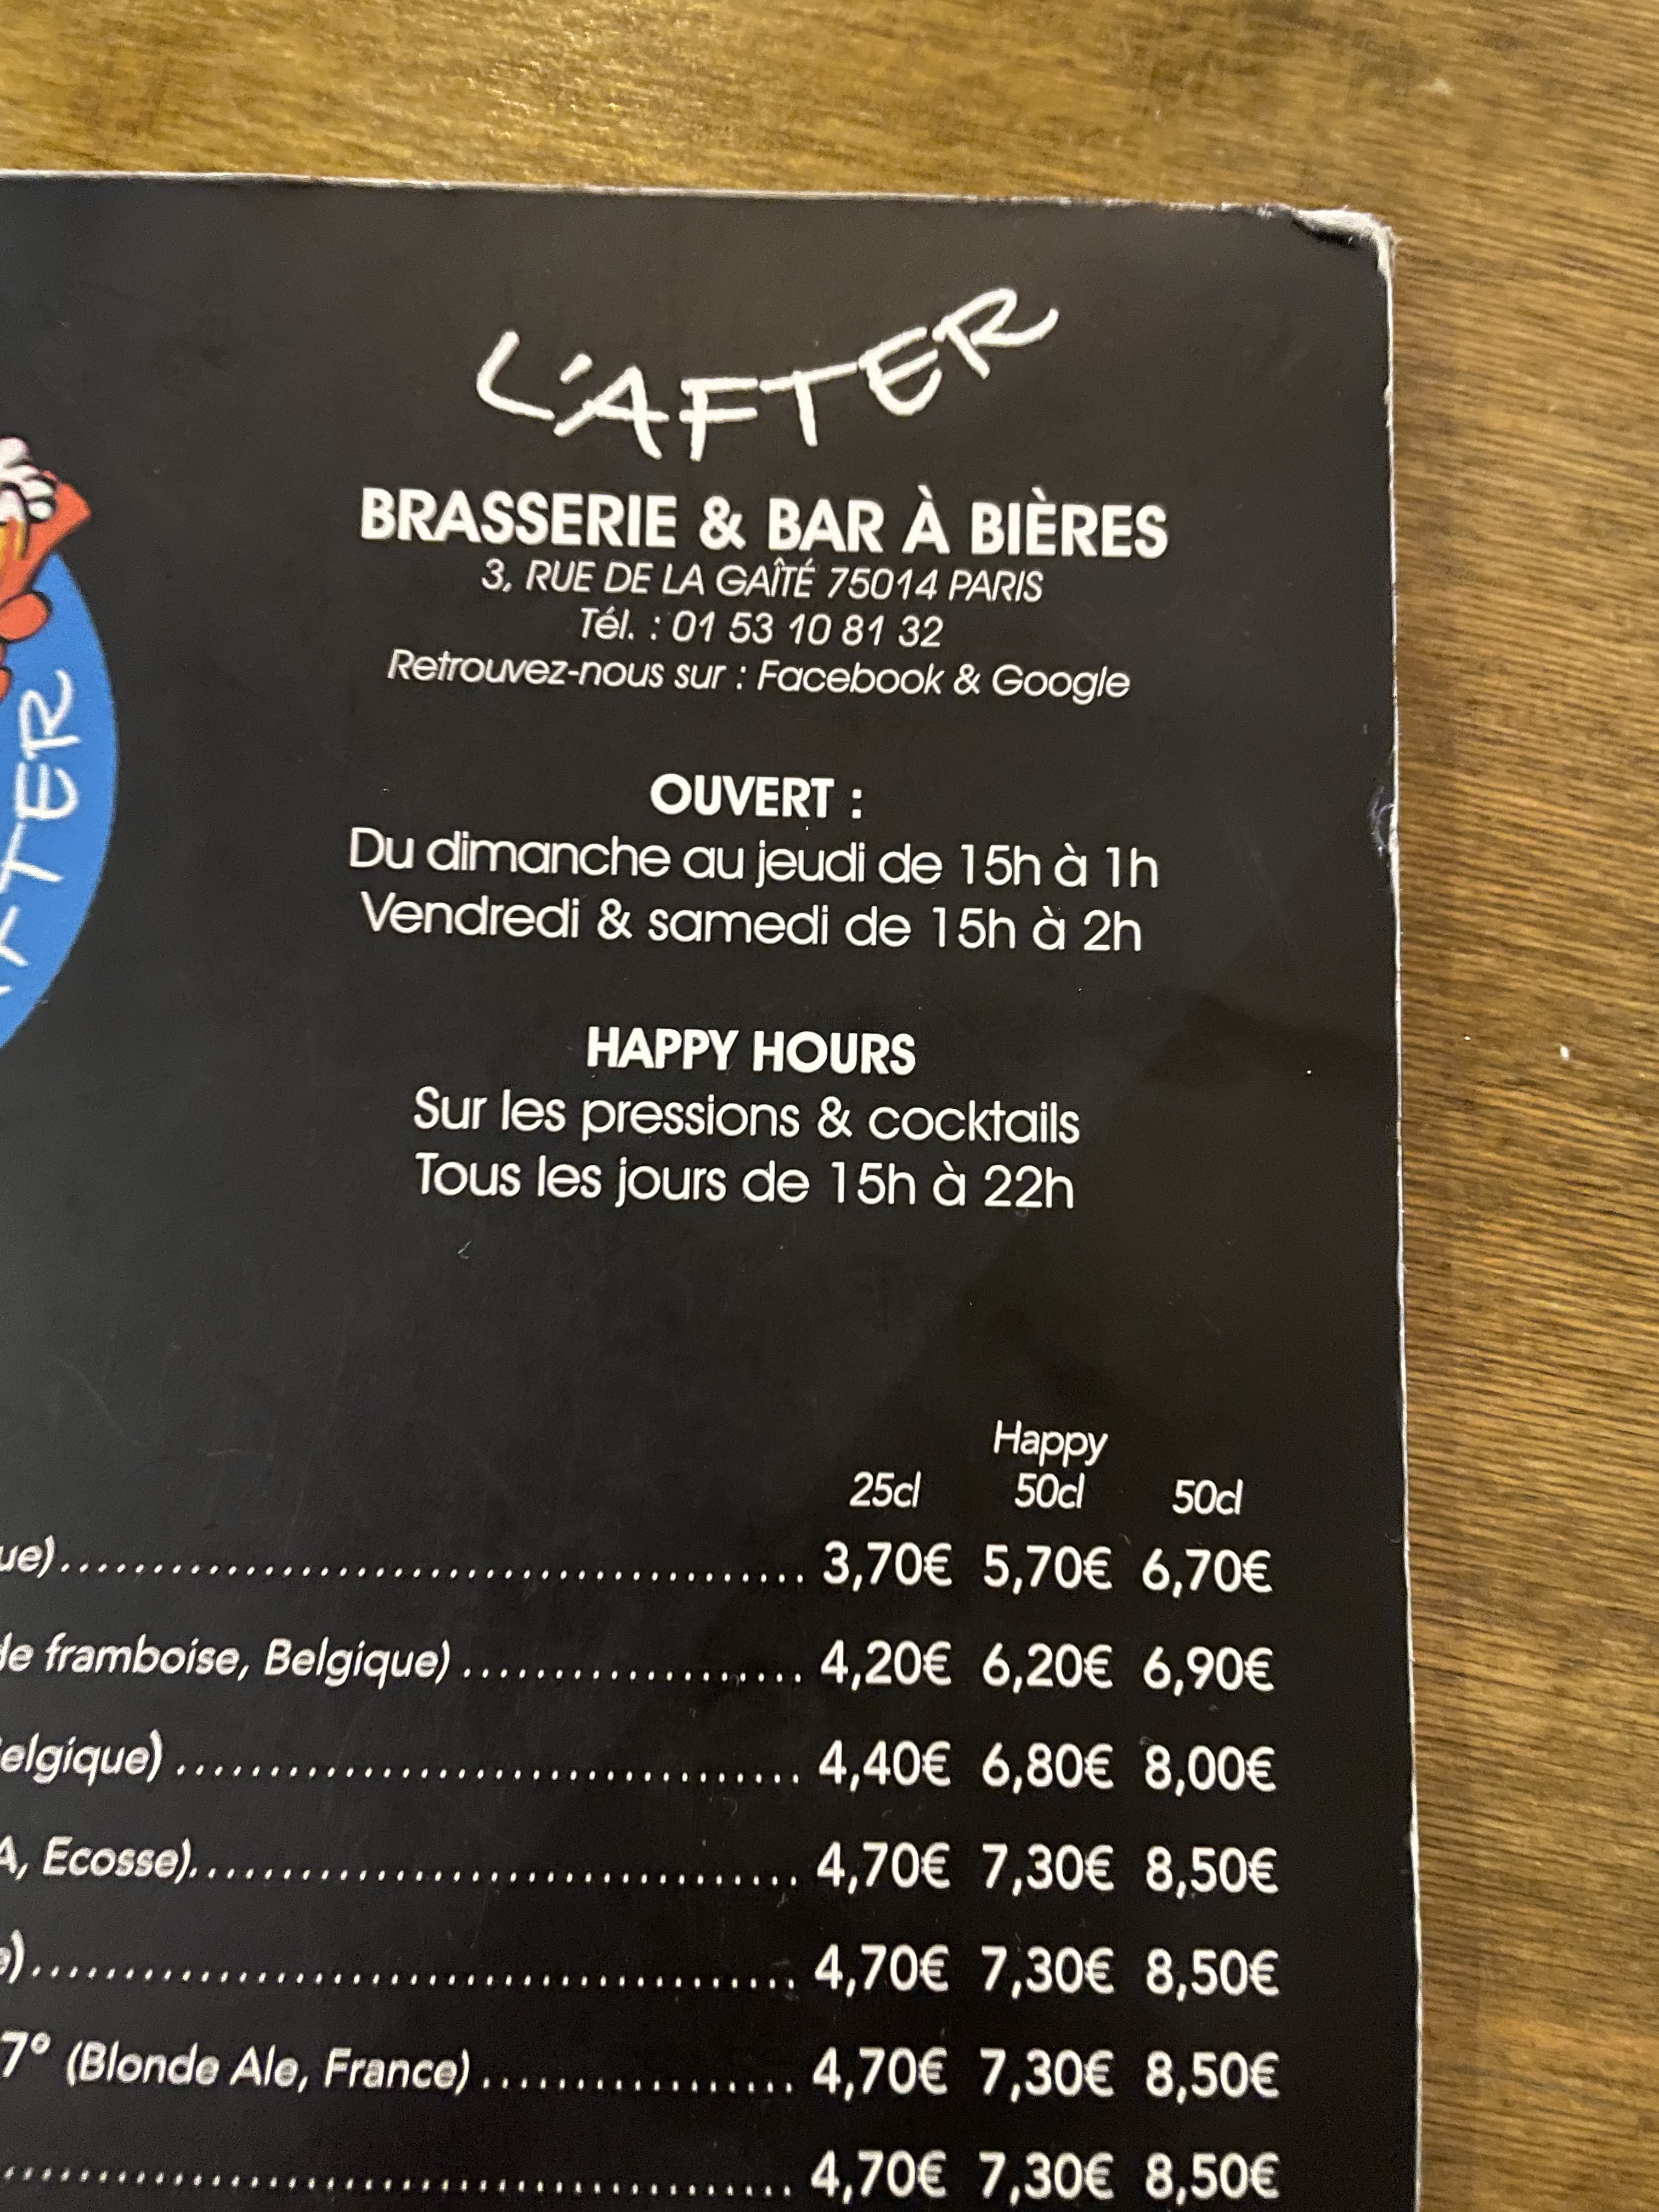 L'AFTER
BRASSERIE & BAR À BIÈRES
3, RUE DE LA GAÎTÉ 75014 PARIS
Tél. : 01 53 10 81 32
Retrouvez-nous sur : Facebook & Google
OUVERT :
Du dimanche au jeudi de 15h à 1h
Vendredi & samedi de 15h à 2h
HAPPY HOURS
Sur les pressions & cocktails
Tous les jours de 15h à 22h
Happy
25cl 50cl 50cl
3,70€ 5,70€ 6,70€
de framboise, Belgique) .................... 4,20€ 6,20€ 6,90€
elgique) .................................... 4,40€ 6,80€ 8,00€
A, Ecosse)................................... 4,70€ 7,30€ 8,50€
4,70€ 7,30€ 8,50€
7° (Blonde Ale, France) .................. 4,70€ 7,30€ 8,50€
4,70€ 7,30€ 8,50€